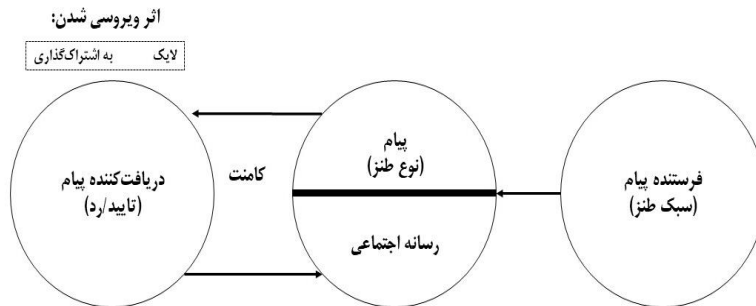 اثر ویروسی شدن:
لایک به اشتراک‌گذاری
فرستنده پیام
(سبک طنز)
پیام
(نوع طنز)
رسانه اجتماعی
کامنت
دریافت‌کننده پیام
(تایید/رد)